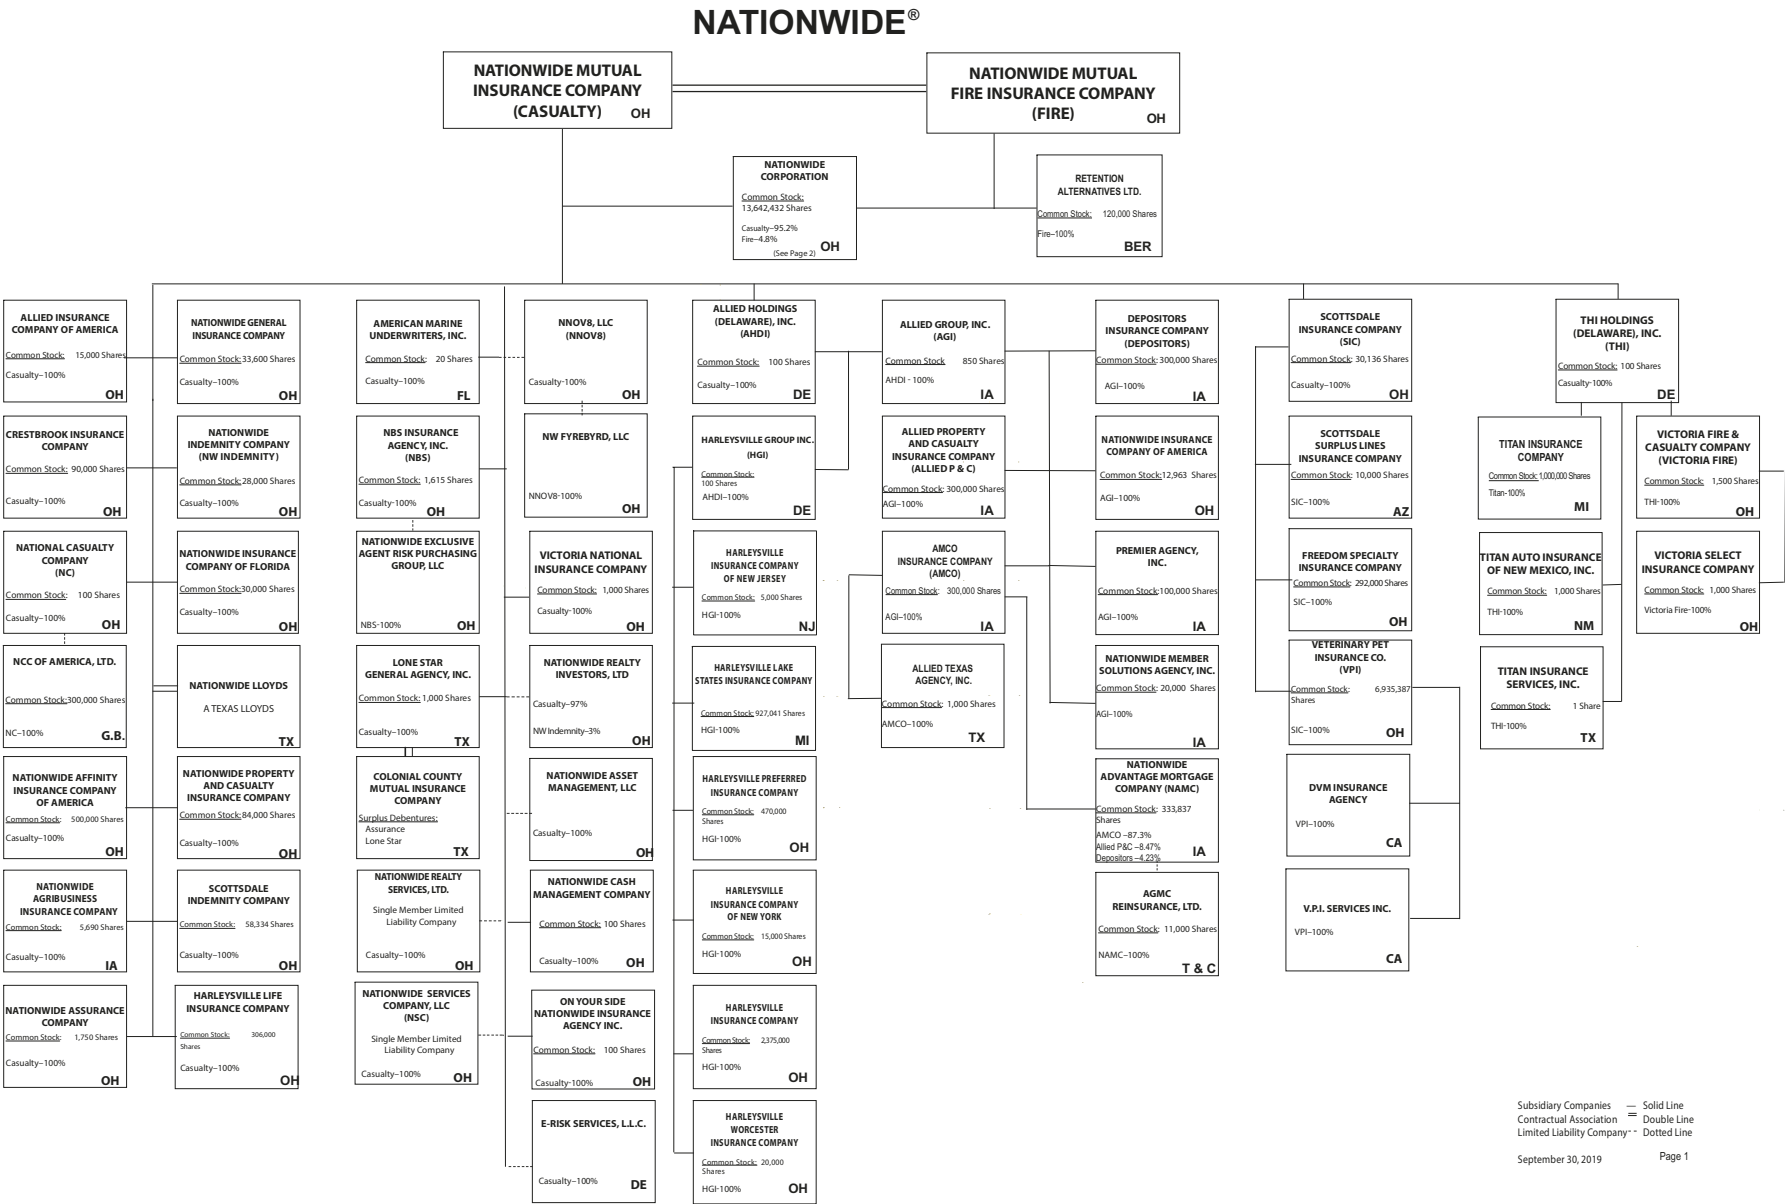 NATIONWIDE®
NATIONWIDE MUTUAL
INSURANCE COMPANY
(CASUALTY) OH
NATIONWIDE MUTUAL
FIRE INSURANCE COMPANY
(FIRE)
OH
NATIONWIDE
CORPORATION
Common Stock:
13,642,432 Shares
Casualty–95.2%
Fire–4.8%
(See Page 2) OH
RETENTION
ALTERNATIVES LTD.
Common Stock: 120,000 Shares
Fire–100%
BER
ALLIED INSURANCE
COMPANY OF AMERICA
Common Stock: 15,000 Shares
Casualty–100%
OH
NATIONWIDE GENERAL
INSURANCE COMPANY
Common Stock: 33,600 Shares
Casualty–100%
OH
AMERICAN MARINE
UNDERWRITERS, INC.
Common Stock: 20 Shares
Casualty–100%
FL
NNOV8, LLC
(NNOV8)
Casualty-100%
OH
ALLIED HOLDINGS
(DELAWARE), INC.
(AHDI)
Common Stock: 100 Shares
Casualty–100%
DE
ALLIED GROUP, INC.
(AGI)
Common Stock 850 Shares
AHDI - 100%
IA
DEPOSITORS
INSURANCE COMPANY
(DEPOSITORS)
Common Stock: 300,000 Shares
AGI–100%
IA
SCOTTSDALE
INSURANCE COMPANY
(SIC)
Common Stock: 30,136 Shares
Casualty–100%
OH
THI HOLDINGS
(DELAWARE), INC.
(THI)
Common Stock: 100 Shares
Casualty-100%
DE
CRESTBROOK INSURANCE
COMPANY
Common Stock: 90,000 Shares
Casualty–100%
OH
NATIONWIDE
INDEMNITY COMPANY
(NW INDEMNITY)
Common Stock: 28,000 Shares
Casualty–100%
OH
NBS INSURANCE
AGENCY, INC.
(NBS)
Common Stock: 1,615 Shares
Casualty–100%
OH
NW FYREBYRD, LLC
NNOV8-100%
OH
HARLEYSVILLE GROUP INC.
(HGI)
Common Stock:
100 Shares
AHDI–100%
DE
ALLIED PROPERTY
AND CASUALTY
INSURANCE COMPANY
(ALLIED P & C)
Common Stock: 300,000 Shares
AGI–100%
IA
NATIONWIDE INSURANCE
COMPANY OF AMERICA
Common Stock: 12,963 Shares
AGI–100%
OH
SCOTTSDALE
SURPLUS LINES
INSURANCE COMPANY
Common Stock: 10,000 Shares
SIC–100%
AZ
TITAN INSURANCE
COMPANY
Common Stock: 1,000,000 Shares
Titan-100%
MI
VICTORIA FIRE &
CASUALTY COMPANY
(VICTORIA FIRE)
Common Stock: 1,500 Shares
THI-100%
OH
NATIONAL CASUALTY
COMPANY
(NC)
Common Stock: 100 Shares
Casualty–100%
OH
NATIONWIDE INSURANCE
COMPANY OF FLORIDA
Common Stock: 30,000 Shares
Casualty–100%
OH
NATIONWIDE EXCLUSIVE
AGENT RISK PURCHASING
GROUP, LLC
NBS-100%
OH
VICTORIA NATIONAL
INSURANCE COMPANY
Common Stock: 1,000 Shares
Casualty-100%
OH
HARLEYSVILLE
INSURANCE COMPANY
OF NEW JERSEY
Common Stock: 5,000 Shares
HGI-100%
NJ
AMCO
INSURANCE COMPANY
(AMCO)
Common Stock: 300,000 Shares
AGI–100%
IA
PREMIER AGENCY,
INC.
Common Stock: 100,000 Shares
AGI–100%
IA
FREEDOM SPECIALTY
INSURANCE COMPANY
Common Stock: 292,000 Shares
SIC–100%
OH
TITAN AUTO INSURANCE
OF NEW MEXICO, INC.
Common Stock: 1,000 Shares
THI-100%
NM
VICTORIA SELECT
INSURANCE COMPANY
Common Stock: 1,000 Shares
Victoria Fire-100%
OH
NCC OF AMERICA, LTD.
Common Stock: 300,000 Shares
NC–100%
G.B.
NATIONWIDE LLOYDS
A TEXAS LLOYDS
TX
LONE STAR
GENERAL AGENCY, INC.
Common Stock: 1,000 Shares
Casualty–100%
TX
NATIONWIDE REALTY
INVESTORS, LTD
Casualty–97%
NW Indemnity–3%
OH
HARLEYSVILLE LAKE
STATES INSURANCE COMPANY
Common Stock: 927,041 Shares
HGI-100%
MI
ALLIED TEXAS
AGENCY, INC.
Common Stock: 1,000 Shares
AMCO–100%
TX
NATIONWIDE MEMBER
SOLUTIONS AGENCY, INC.
Common Stock: 20,000 Shares
AGI–100%
IA
VETERINARY PET
INSURANCE CO.
(VPI)
Common Stock: 6,935,387
Shares
SIC–100%
OH
TITAN INSURANCE
SERVICES, INC.
Common Stock: 1 Share
THI-100%
TX
NATIONWIDE AFFINITY
INSURANCE COMPANY
OF AMERICA
Common Stock: 500,000 Shares
Casualty–100%
OH
NATIONWIDE PROPERTY
AND CASUALTY
INSURANCE COMPANY
Common Stock: 84,000 Shares
Casualty–100%
OH
COLONIAL COUNTY
MUTUAL INSURANCE
COMPANY
Surplus Debentures:
Assurance
Lone Star
TX
NATIONWIDE ASSET
MANAGEMENT, LLC
Casualty–100%
OH
HARLEYSVILLE PREFERRED
INSURANCE COMPANY
Common Stock: 470,000
Shares
HGI-100%
OH
NATIONWIDE
ADVANTAGE MORTGAGE
COMPANY (NAMC)
Common Stock: 333,837
Shares
AMCO –87.3%
Allied P&C –8.47%
Depositors –4.23%
IA
DVM INSURANCE
AGENCY
VPI–100%
CA
NATIONWIDE
AGRIBUSINESS
INSURANCE COMPANY
Common Stock: 5,690 Shares
Casualty–100%
IA
SCOTTSDALE
INDEMNITY COMPANY
Common Stock: 58,334 Shares
Casualty–100%
OH
NATIONWIDE REALTY
SERVICES, LTD.
Single Member Limited
Liability Company
Casualty–100%
OH
NATIONWIDE CASH
MANAGEMENT COMPANY
Common Stock: 100 Shares
Casualty–100%
OH
HARLEYSVILLE
INSURANCE COMPANY
OF NEW YORK
Common Stock: 15,000 Shares
HGI-100%
OH
AGMC
REINSURANCE, LTD.
Common Stock: 11,000 Shares
NAMC–100%
T & C
V.P.I. SERVICES INC.
VPI–100%
CA
NATIONWIDE ASSURANCE
COMPANY
Common Stock: 1,750 Shares
Casualty–100%
OH
HARLEYSVILLE LIFE
INSURANCE COMPANY
Common Stock: 306,000
Shares
Casualty–100%
OH
NATIONWIDE SERVICES
COMPANY, LLC
(NSC)
Single Member Limited
Liability Company
Casualty–100%
OH
ON YOUR SIDE
NATIONWIDE INSURANCE
AGENCY INC.
Common Stock: 100 Shares
Casualty-100%
OH
HARLEYSVILLE
INSURANCE COMPANY
Common Stock: 2,375,000
Shares
HGI-100%
OH
E-RISK SERVICES, L.L.C.
Casualty–100%
DE
HARLEYSVILLE
WORCESTER
INSURANCE COMPANY
Common Stock: 20,000
Shares
HGI-100%
OH
Subsidiary Companies — Solid Line
Contractual Association = Double Line
Limited Liability Company -- Dotted Line
September 30, 2019 Page 1